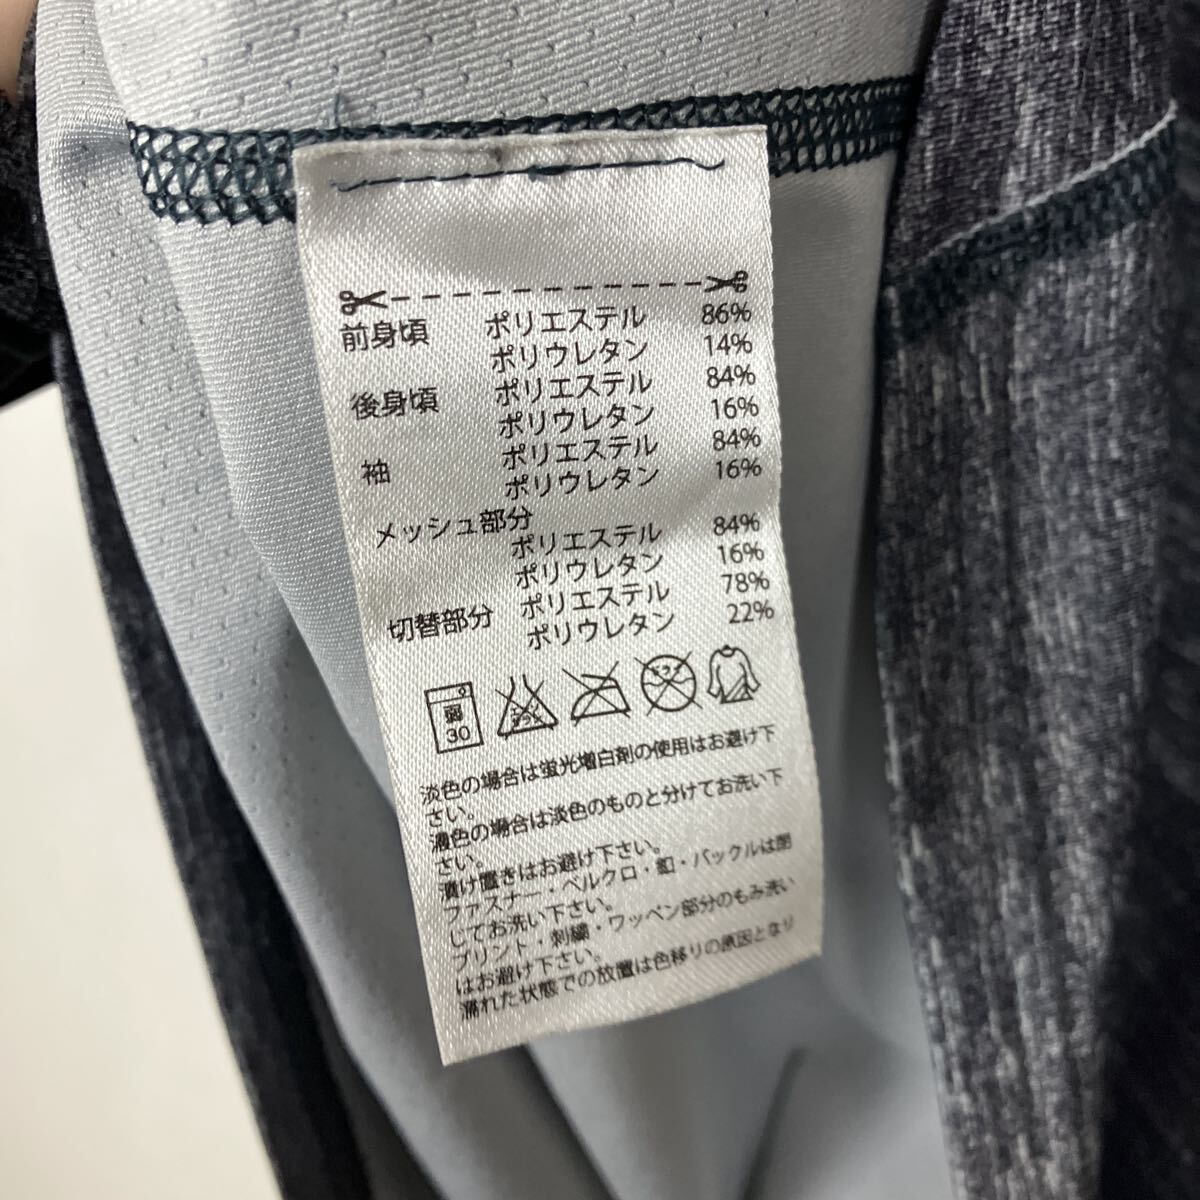 前身頃 ポリエステル 86%
ポリウレタン 14%
後身頃 ポリエステル 84%
ポリウレタン 16%
袖 ポリエステル 84%
ポリウレタン 16%
メッシュ部分
ポリエステル 84%
ポリウレタン 16%
切替部分 ポリエステル 78%
ポリウレタン 22%
弱
30
エンソ
ドライ
淡色の場合は蛍光増白剤の使用はお避け下
さい。
濃色の場合は淡色のものと分けてお洗い下
さい。
漬け置きはお避け下さい。
ファスナー・ベルクロ・釦・バックルは閉
じてお洗い下さい。
プリント・刺繍・ワッペン部分のもみ洗い
はお避け下さい。
濡れた状態での放置は色移りの原因となり